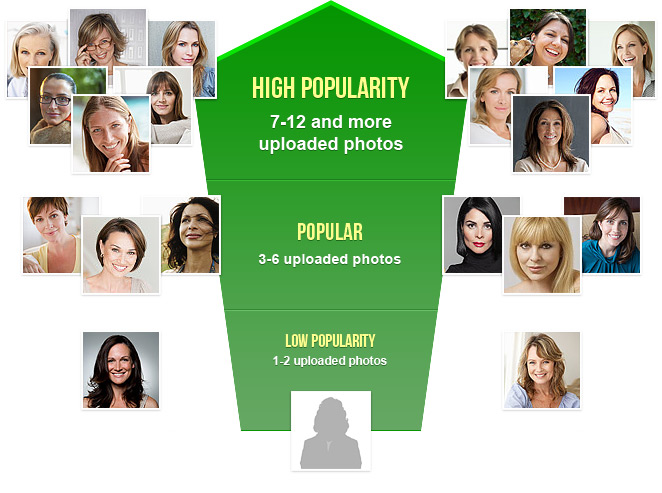 HIGH POPULARITY
7-12 and more
uploaded photos
POPULAR
3-6 uploaded photos
LOW POPULARITY
1-2 uploaded photos